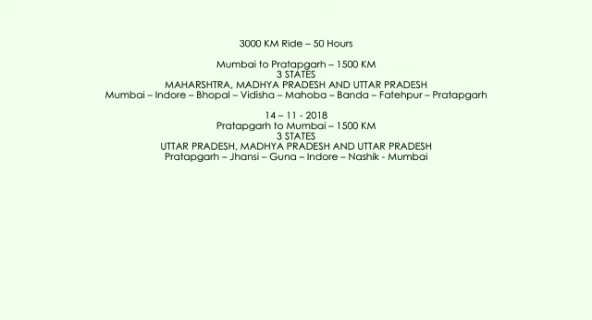 3000 KM Ride – 50 Hours
Mumbai to Pratapgarh – 1500 KM
3 STATES
MAHARSHTRA, MADHYA PRADESH AND UTTAR PRADESH
Mumbai – Indore – Bhopal – Vidisha – Mahoba – Banda – Fatehpur – Pratapgarh
14 – 11 - 2018
Pratapgarh to Mumbai – 1500 KM
3 STATES
UTTAR PRADESH, MADHYA PRADESH AND UTTAR PRADESH
Pratapgarh – Jhansi – Guna – Indore – Nashik - Mumbai